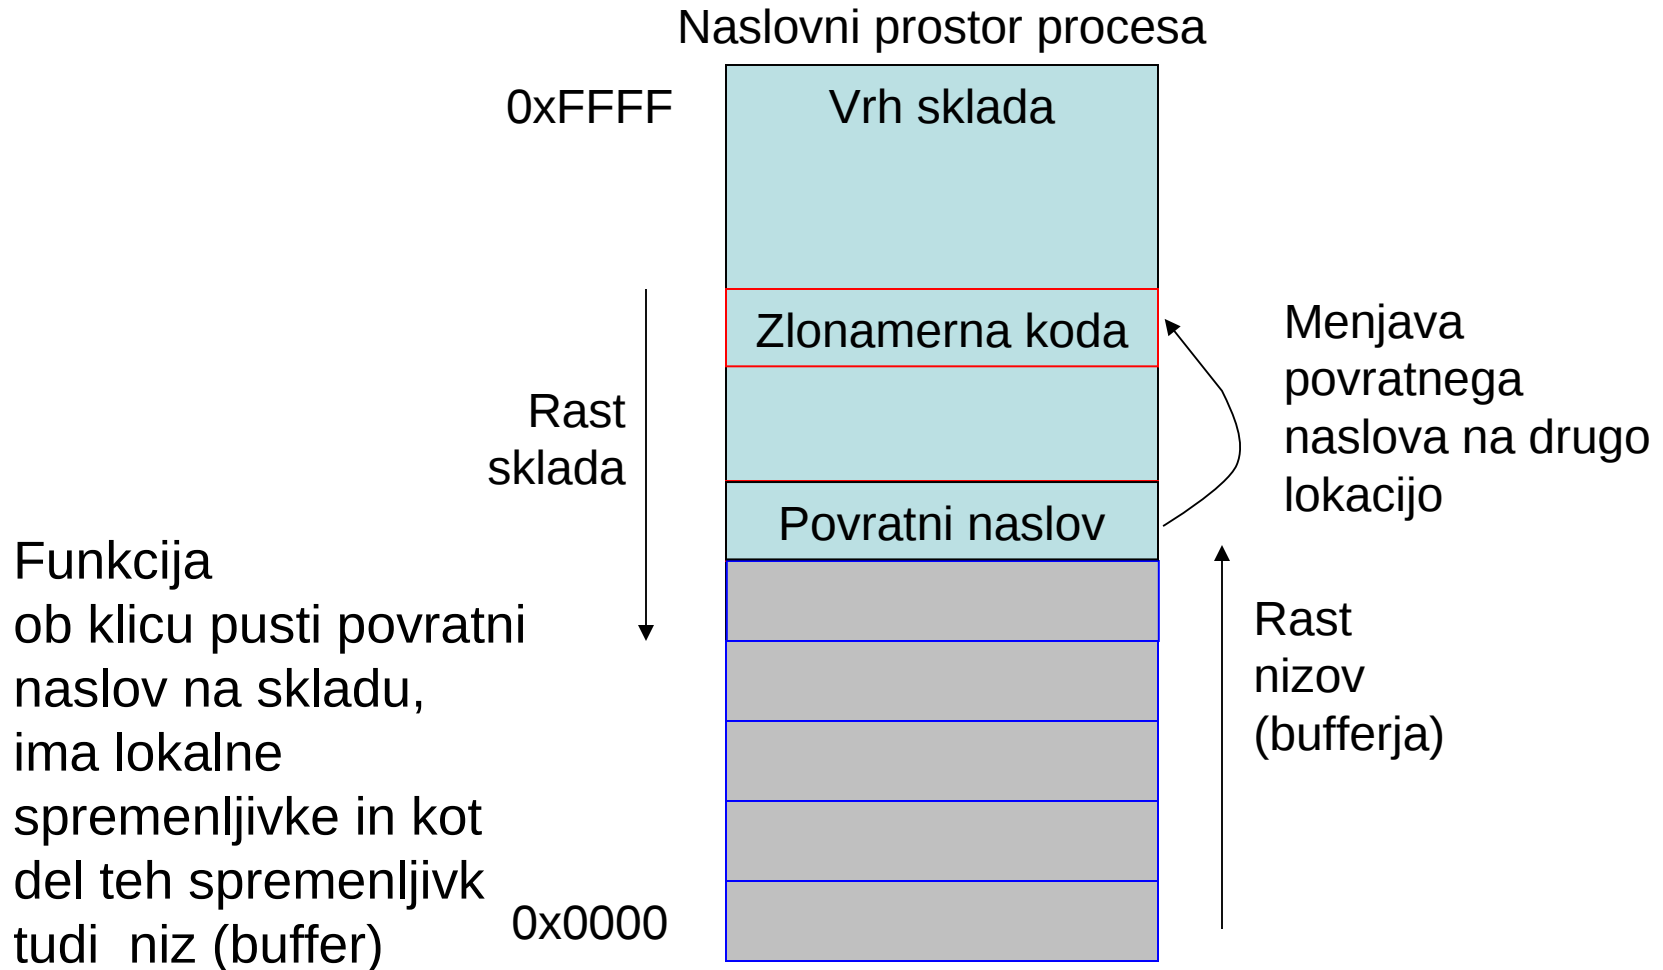 Naslovni prostor procesa
0xFFFF
Vrh sklada
Zlonamerna koda
Menjava
povratnega
naslova na drugo
lokacijo
Rast
sklada
Povratni naslov
Funkcija
ob klicu pusti povratni
naslov na skladu,
ima lokalne
spremenljivke in kot
del teh spremenljivk
tudi  niz (buffer)
Rast
nizov
(bufferja)
0x0000